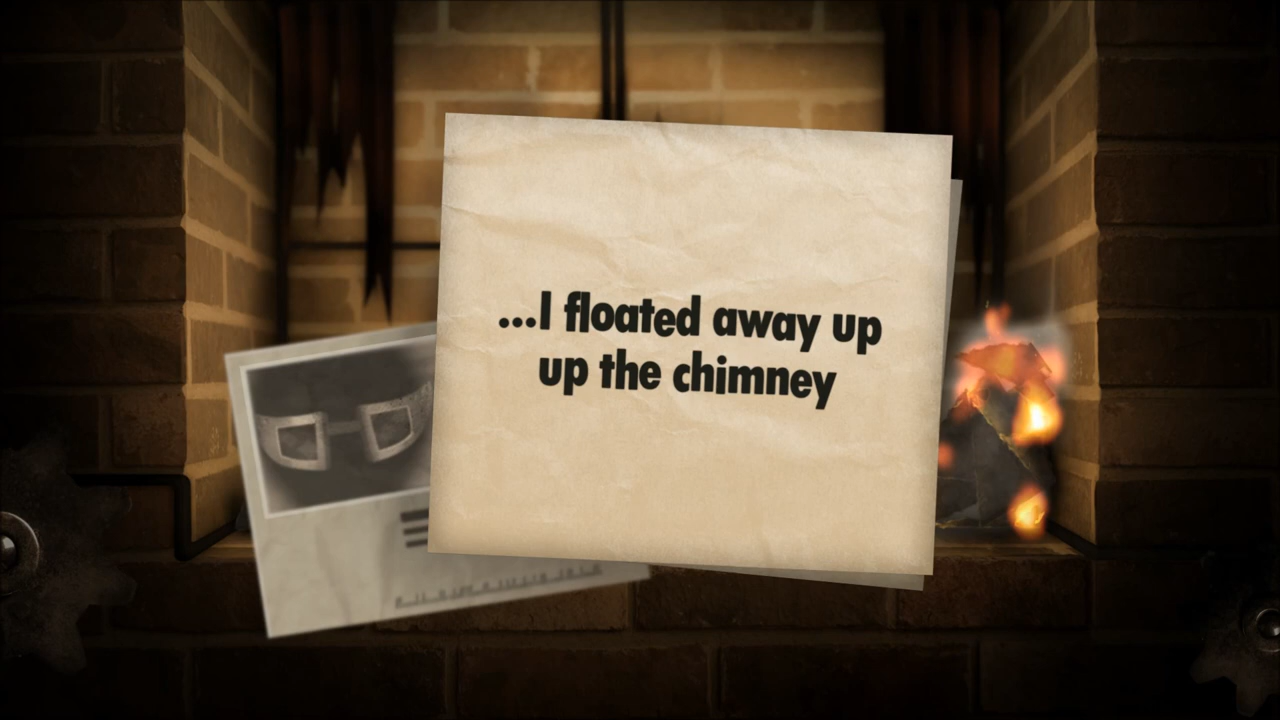 ...I floated away up
up the chimney